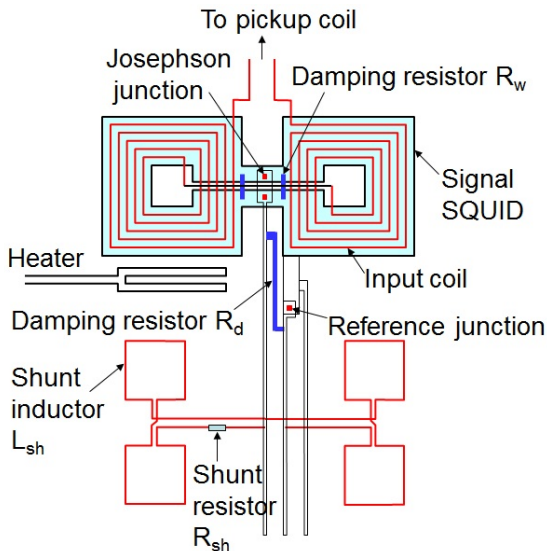 To pickup coil
Josephson
junction
Damping resistor Rw
Signal
SQUID
Heater
Input coil
Damping resistor Rd
Reference junction
Shunt
inductor
Lsh
Shunt
resistor
Rsh